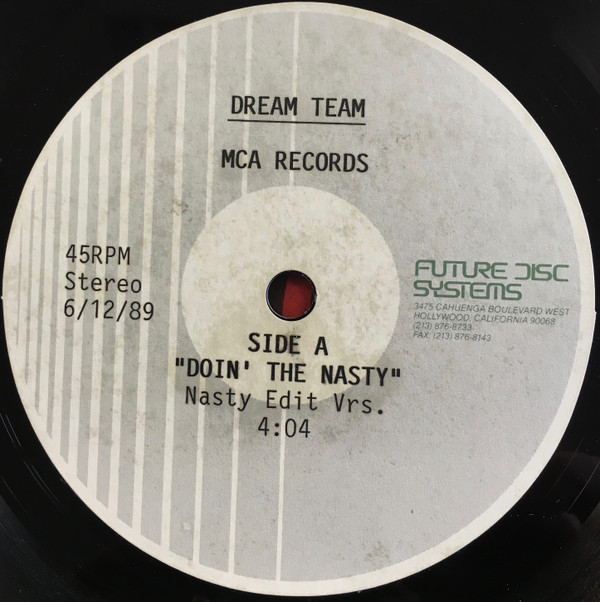 DREAM TEAM
MCA RECORDS
45RPM
Stereo
6/12/89
FUTURE DISC
SYSTEMS
3475 CAHUENGA BOULEVARD WEST
HOLLYWOOD, CALIFORNIA 90068
(213) 876-8733
FAX: (213) 876-8143
SIDE A
"DOIN' THE NASTY"
Nasty Edit Vrs.
4:04